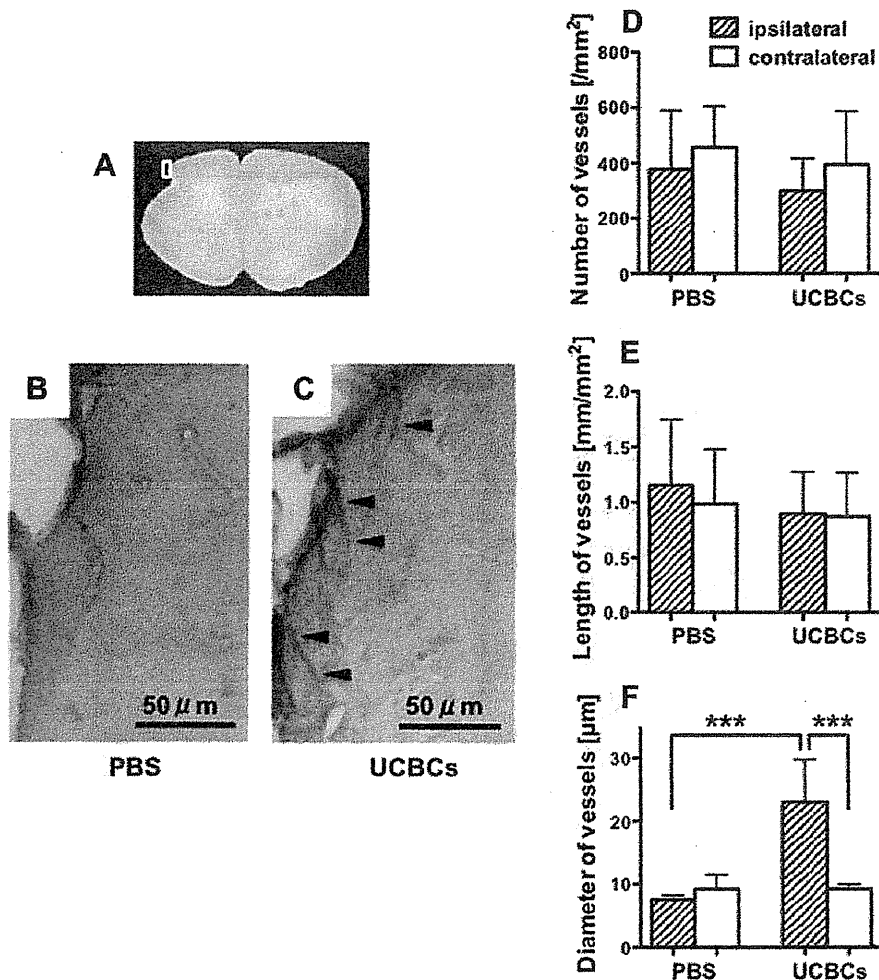 A
B
50 μm
PBS
C
50 μm
UCBCs
D
ipsilateral
contralateral
Number of vessels [/mm²]
800
600
400
200
0
PBS
UCBCs
E
Length of vessels [mm/mm²]
2.0
1.5
1.0
0.5
0.0
PBS
UCBCs
F
Diameter of vessels [μm]
30
20
10
0
***
***
PBS
UCBCs